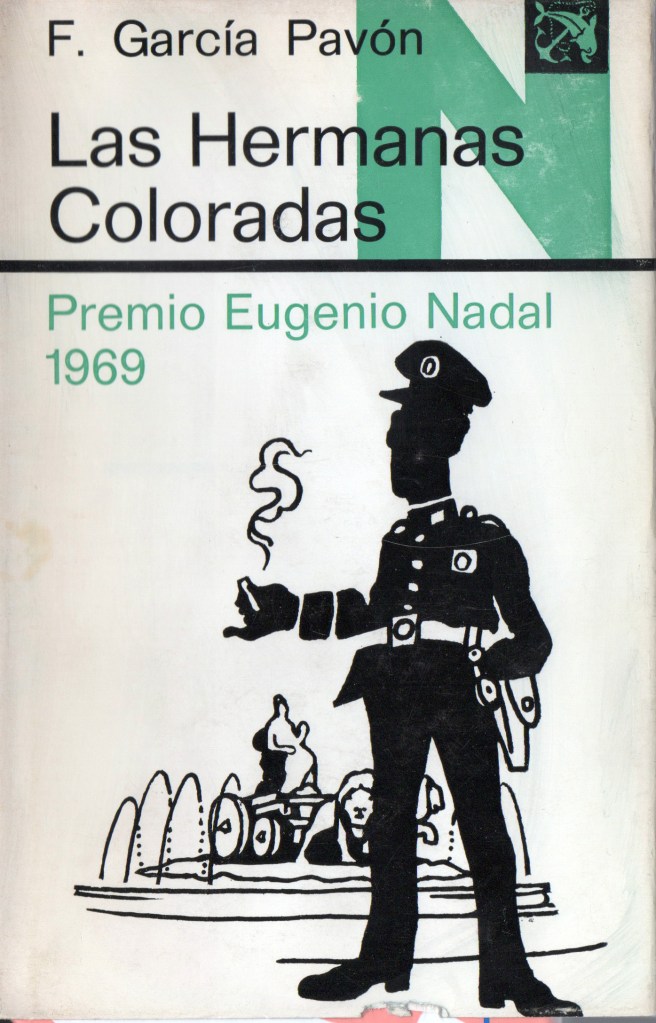 F. García Pavón
Las Hermanas
Coloradas
Premio Eugenio Nadal
1969